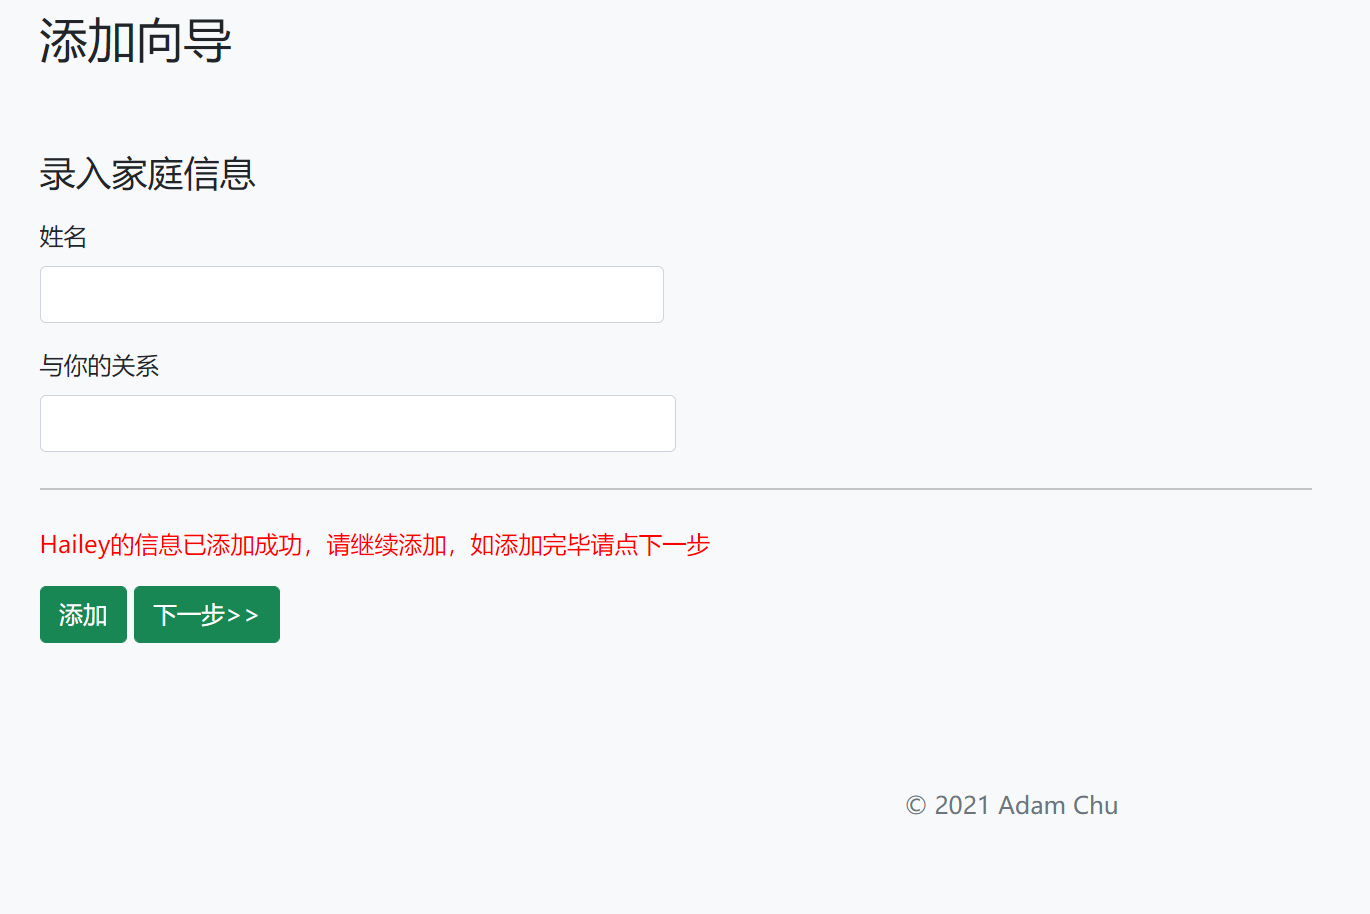 添加向导
录入家庭信息
姓名
与你的关系
Hailey的信息已添加成功，请继续添加，如添加完毕请点下一步
添加 下一步>>
© 2021 Adam Chu